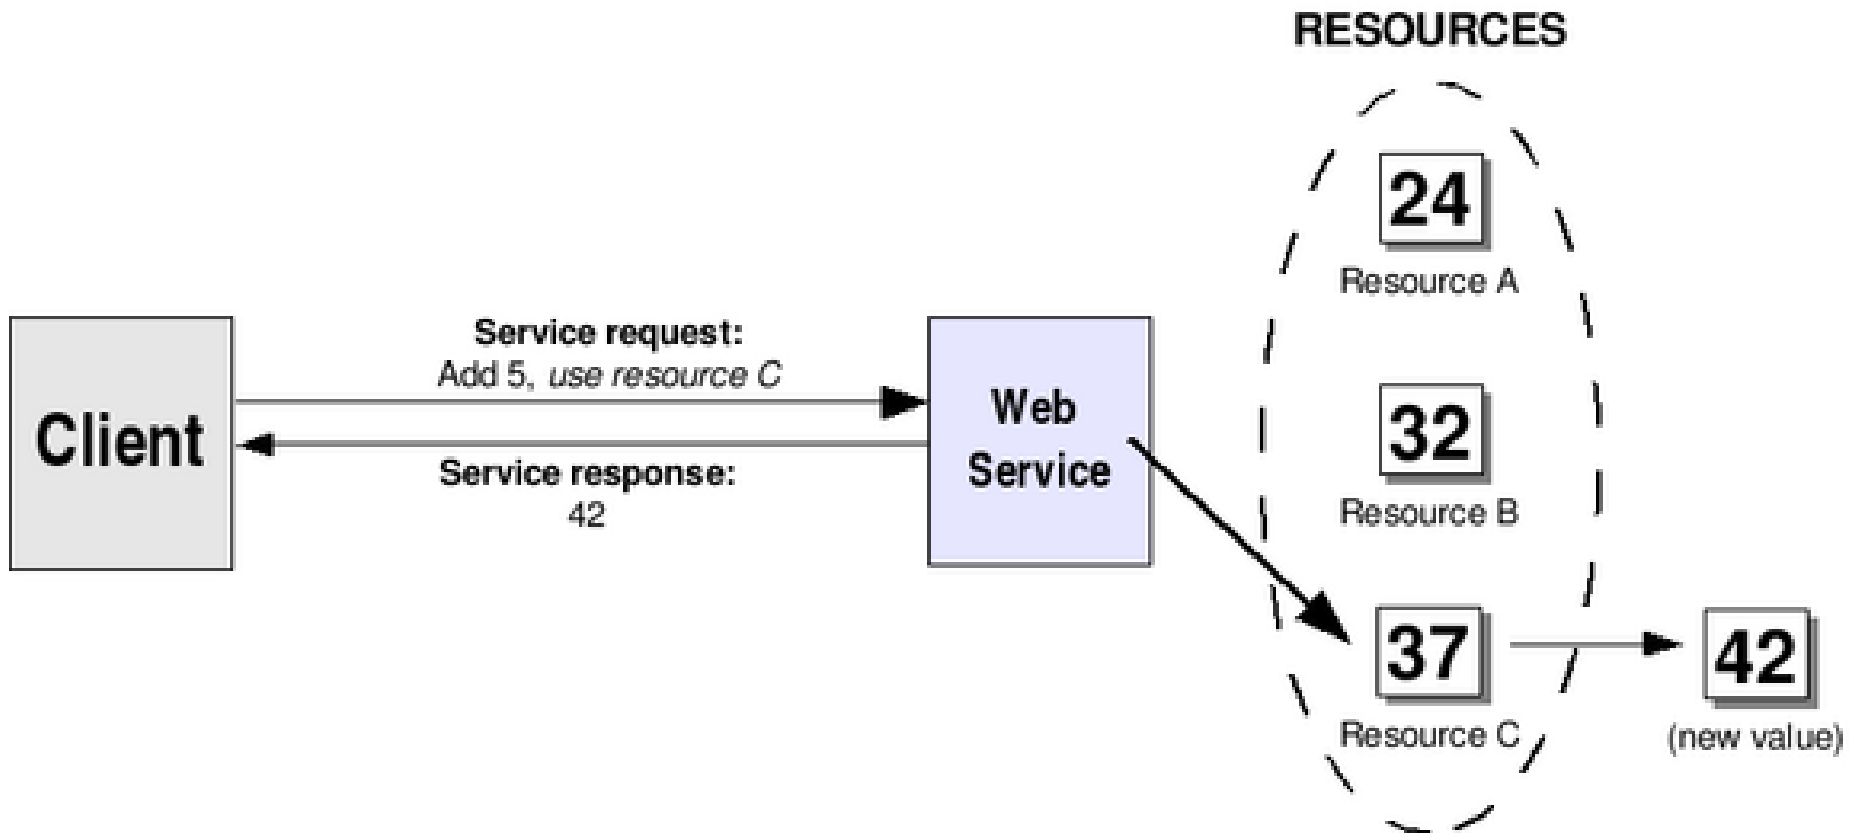 RESOURCES
24
Resource A
Service request:
Add 5, use resource C
Client
Web
Service
Service response:
42
32
Resource B
37
Resource C
42
(new value)